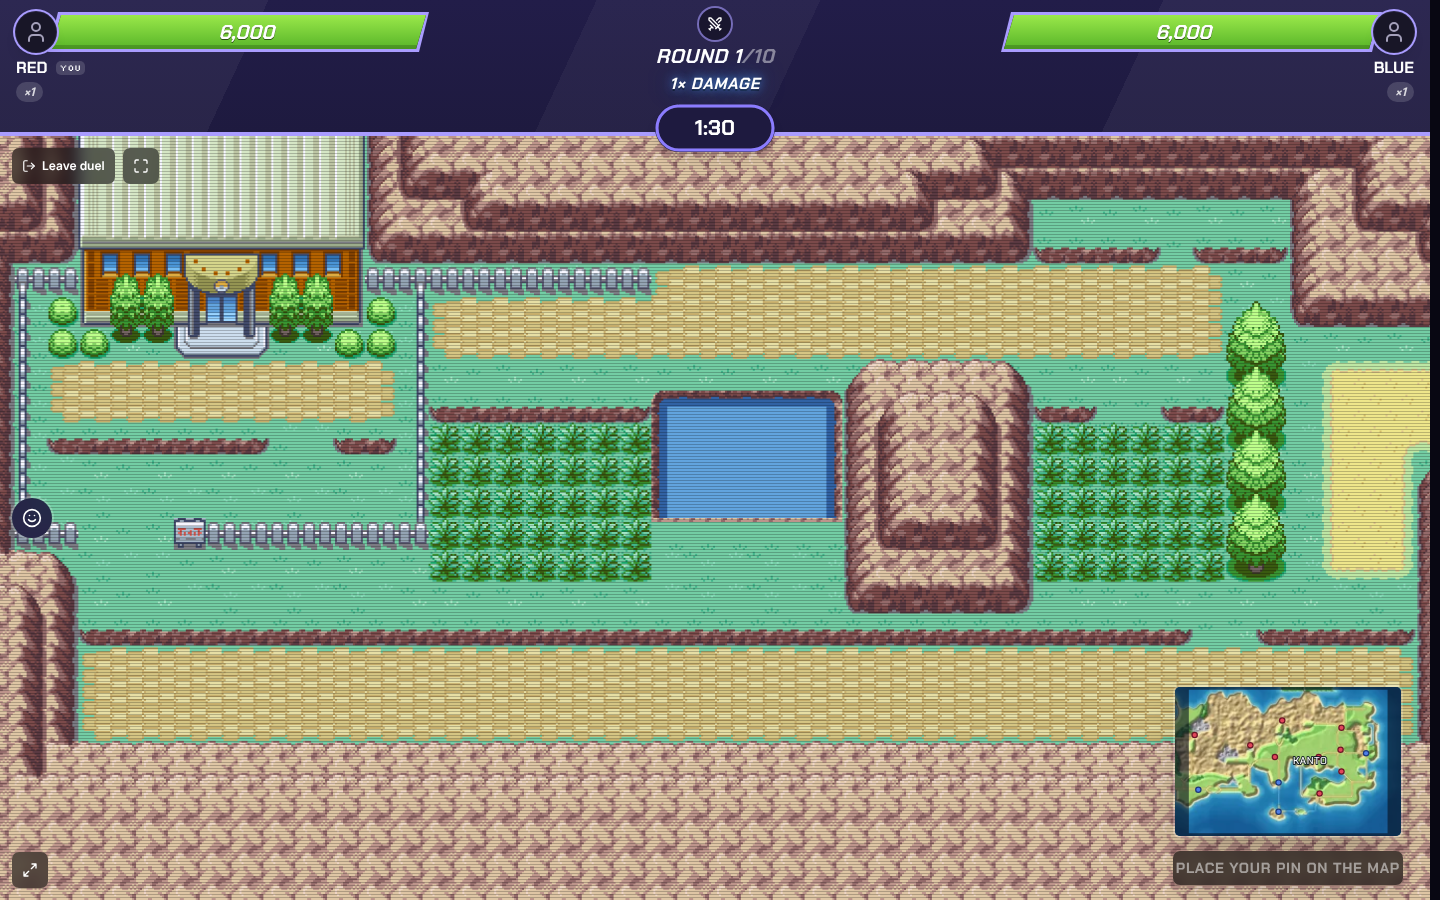 6,000
RED YOU
×1
ROUND 1/10
1× DAMAGE
1:30
6,000
BLUE
×1
Leave duel
KANTO
PLACE YOUR PIN ON THE MAP